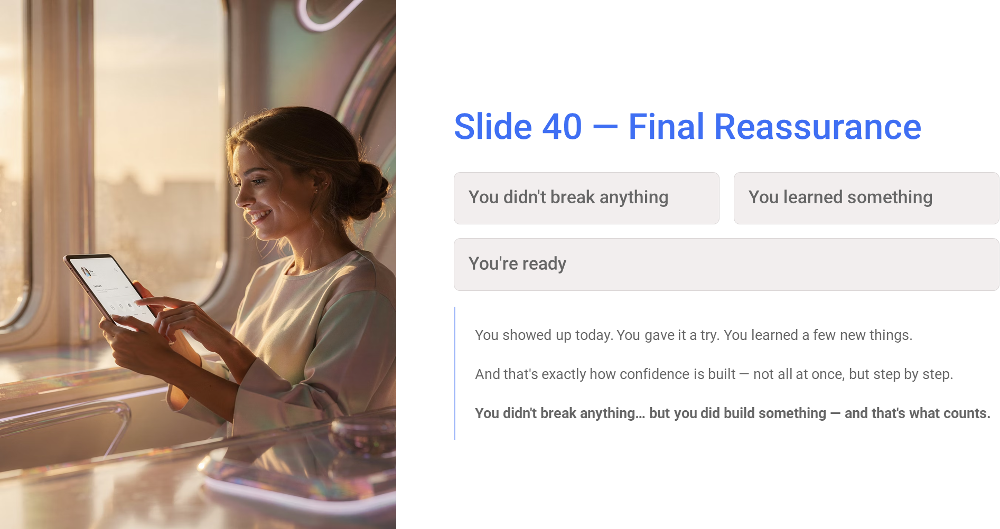 Slide 40 — Final Reassurance
You didn't break anything
You learned something
You're ready
You showed up today. You gave it a try. You learned a few new things.
And that's exactly how confidence is built — not all at once, but step by step.
You didn't break anything… but you did build something — and that's what counts.